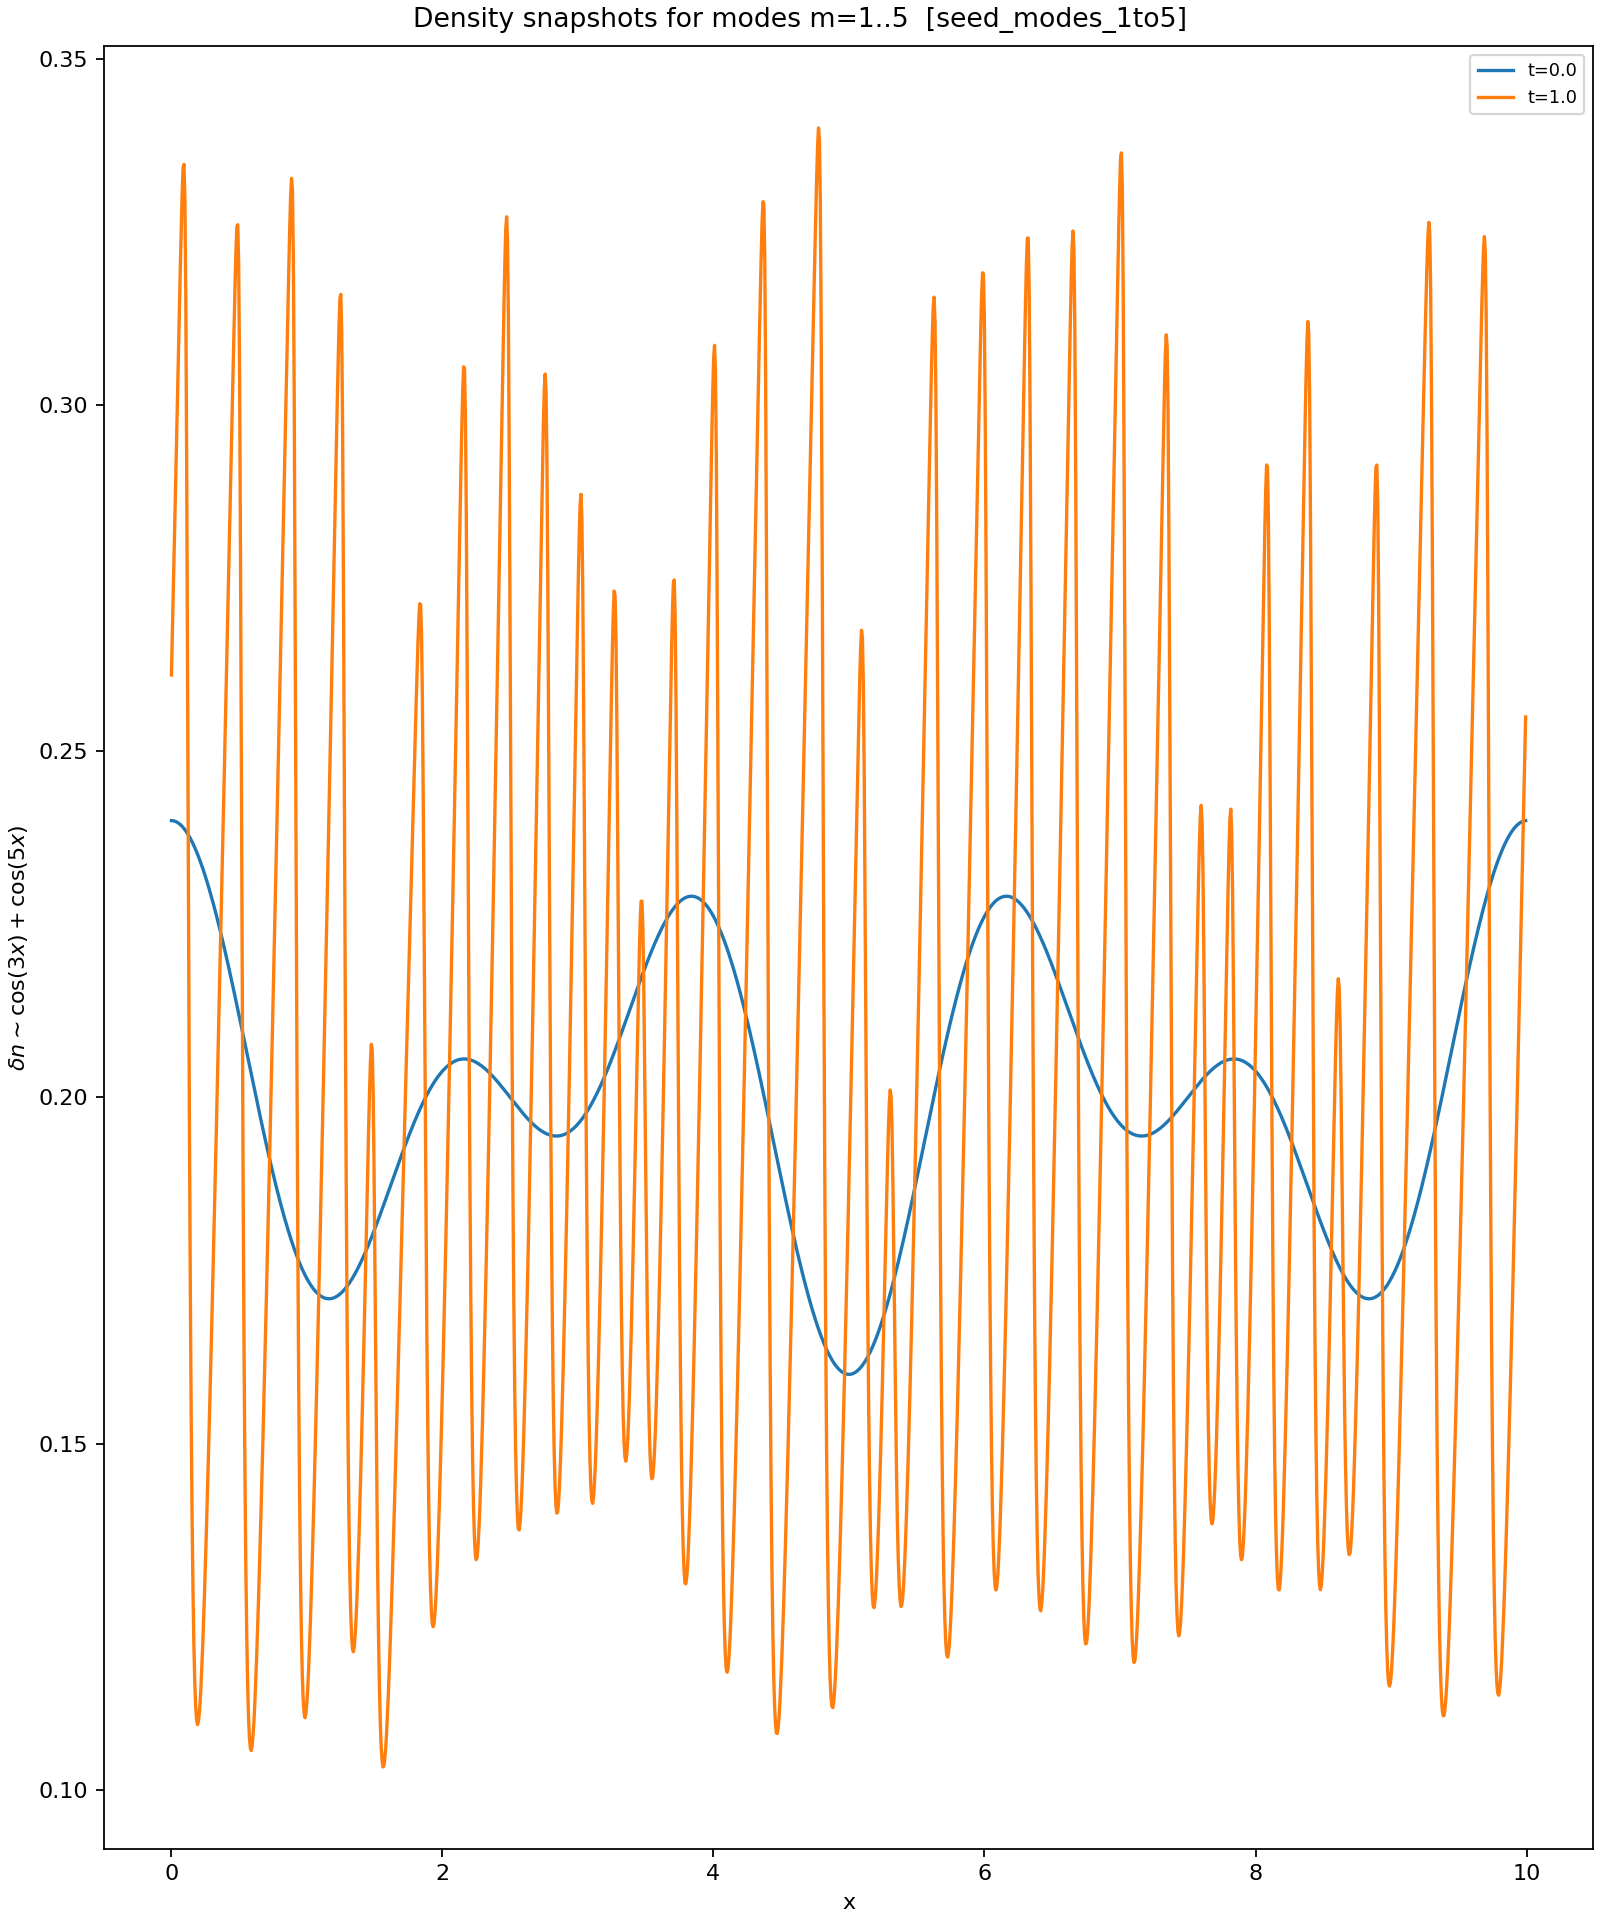 Density snapshots for modes m=1..5 [seed_modes_1to5]
t=0.0
t=1.0
0.35
0.30
0.25
0.20
0.15
0.10
δn ~ cos(3x) + cos(5x)
0 2 4 6 8 10
x